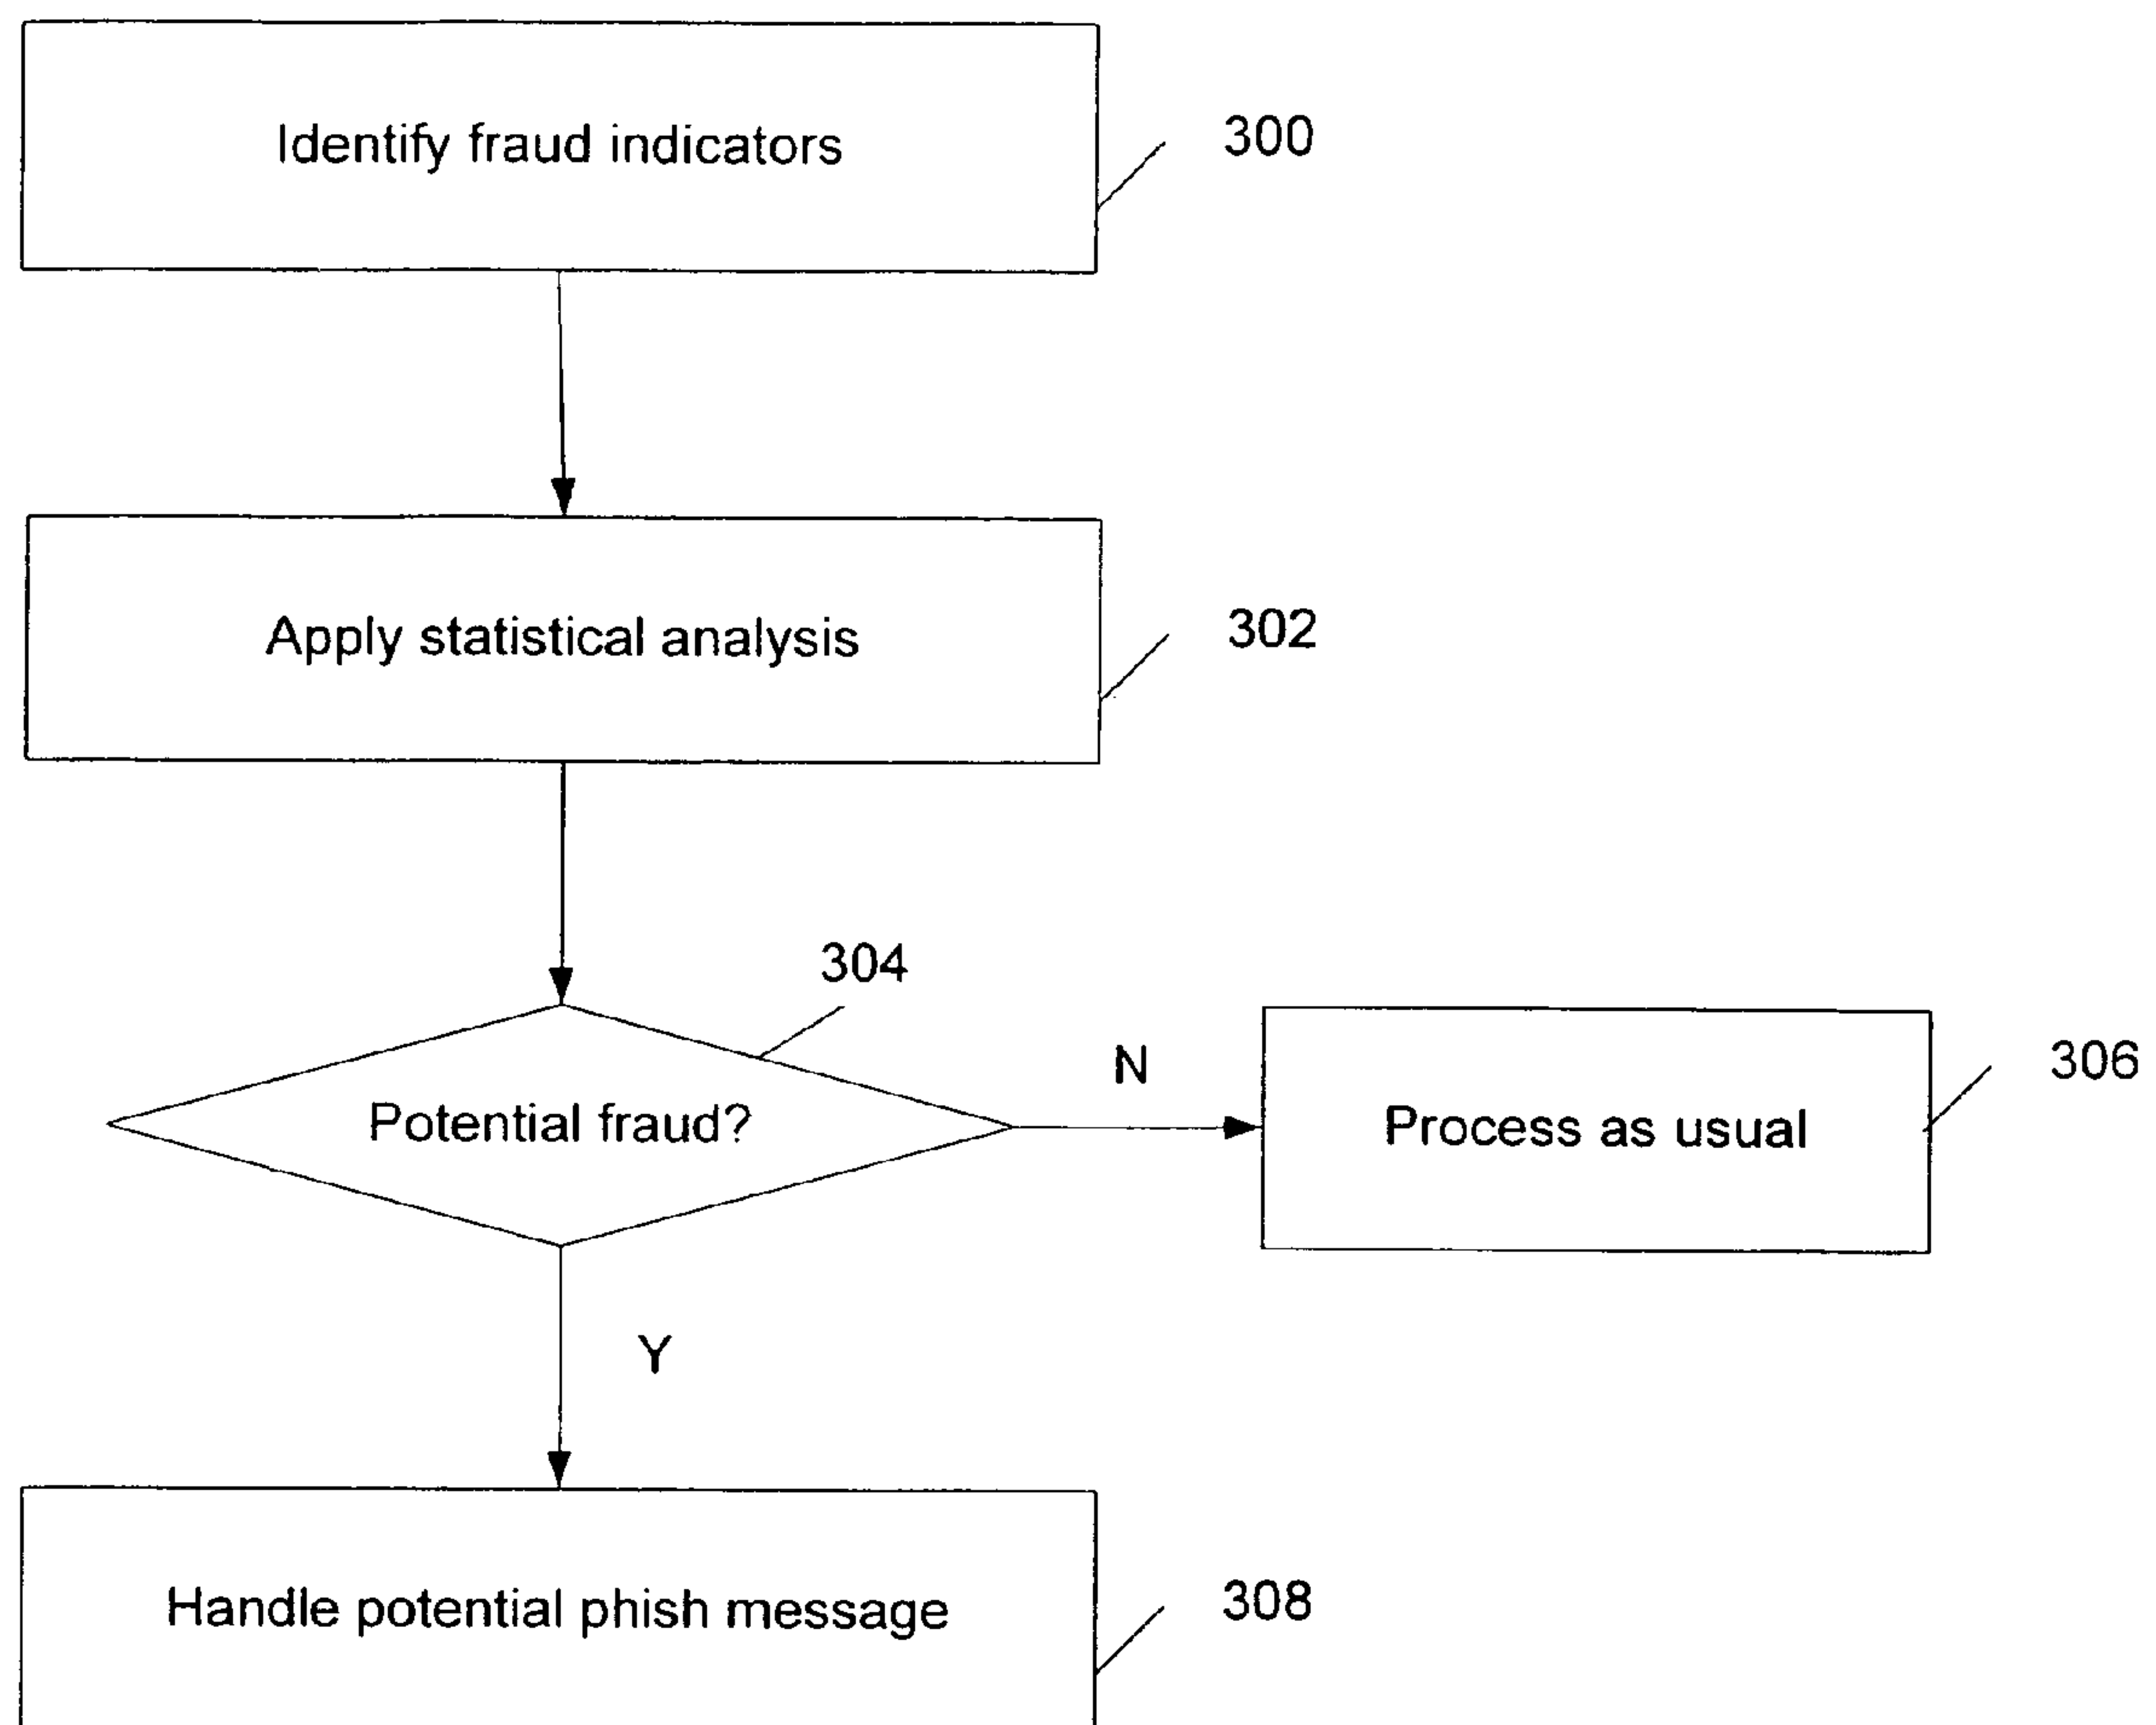 Identify fraud indicators
300
Apply statistical analysis
302
304
Potential fraud?
N
Process as usual
306
Y
Handle potential phish message
308